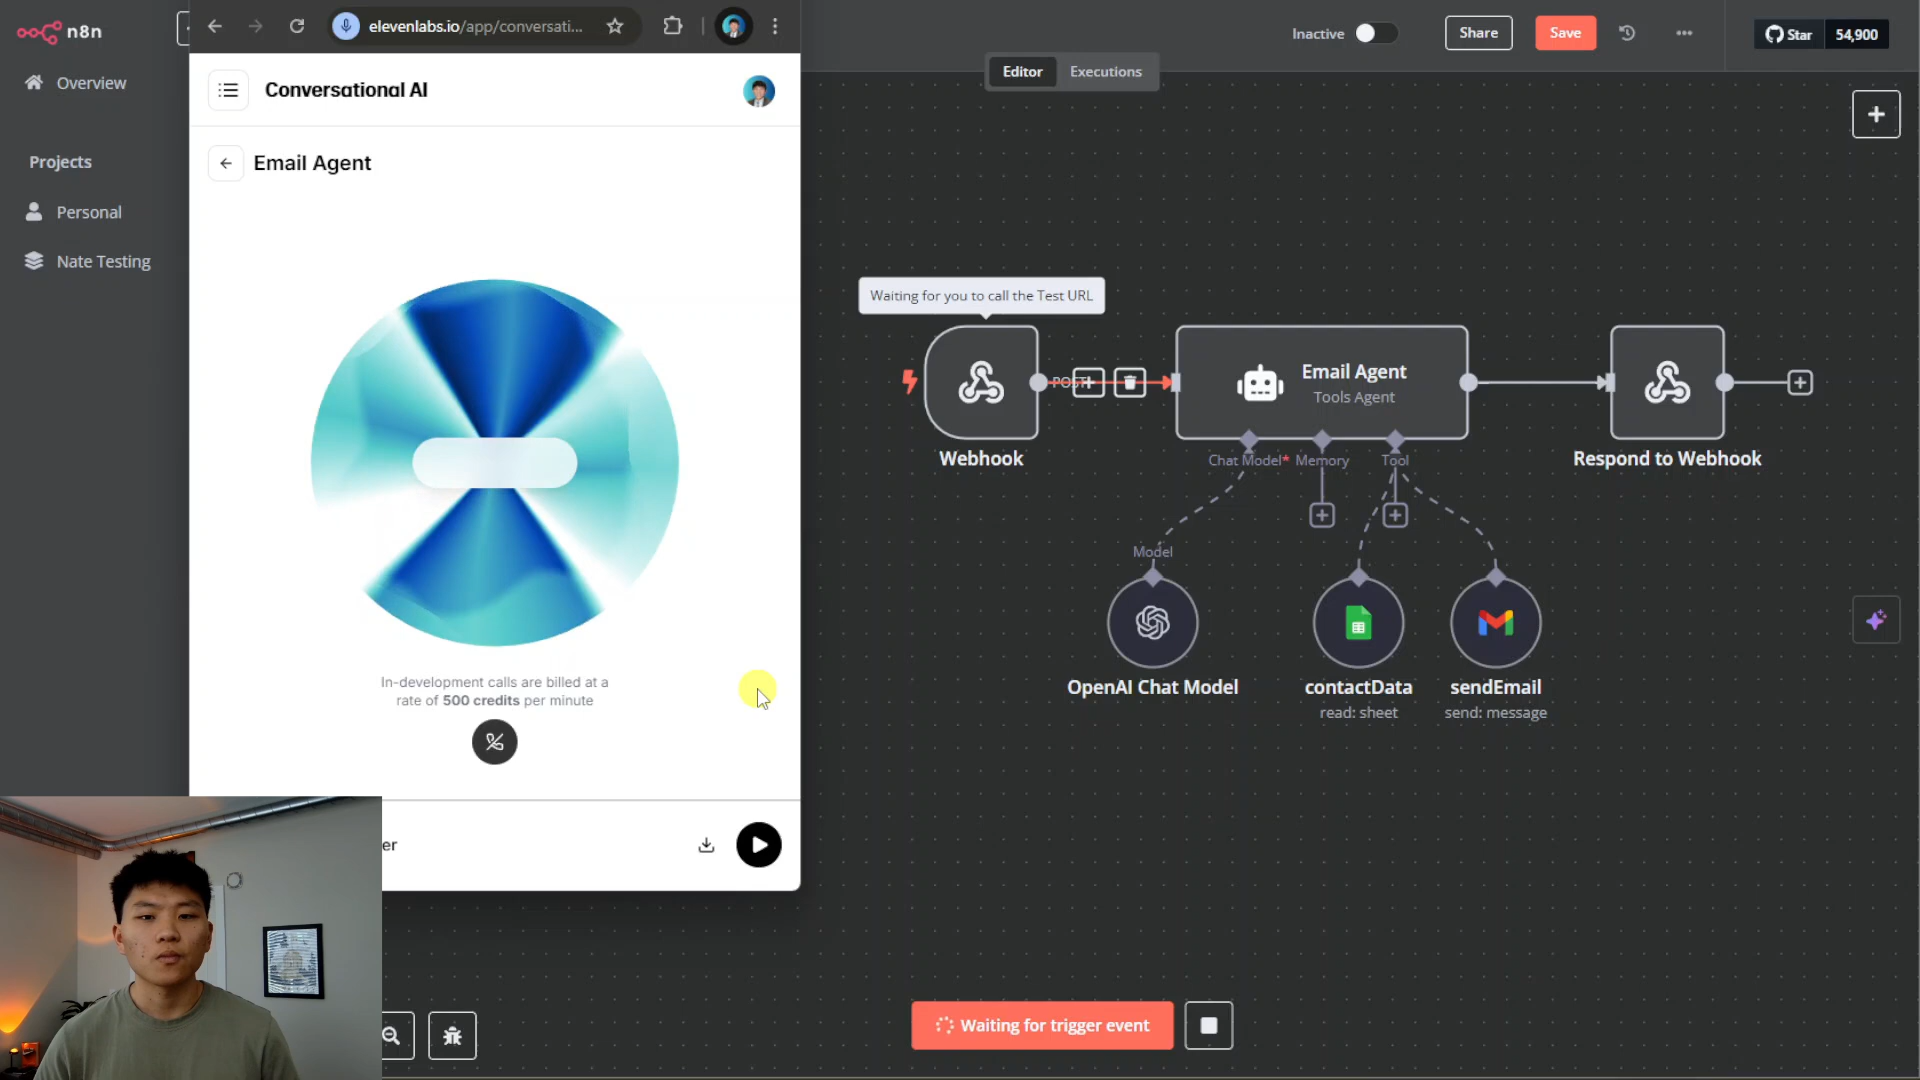 n8n
Overview
Projects
Personal
Nate Testing
elevenlabs.io/app/conversati...
Conversational AI
Email Agent
In-development calls are billed at a
rate of 500 credits per minute
er
Inactive
Share
Save
Star
54,900
Editor
Executions
Waiting for you to call the Test URL
POST
Webhook
Email Agent
Tools Agent
Chat Model*
Memory
Tool
Respond to Webhook
Model
OpenAI Chat Model
contactData
read: sheet
sendEmail
send: message
Waiting for trigger event